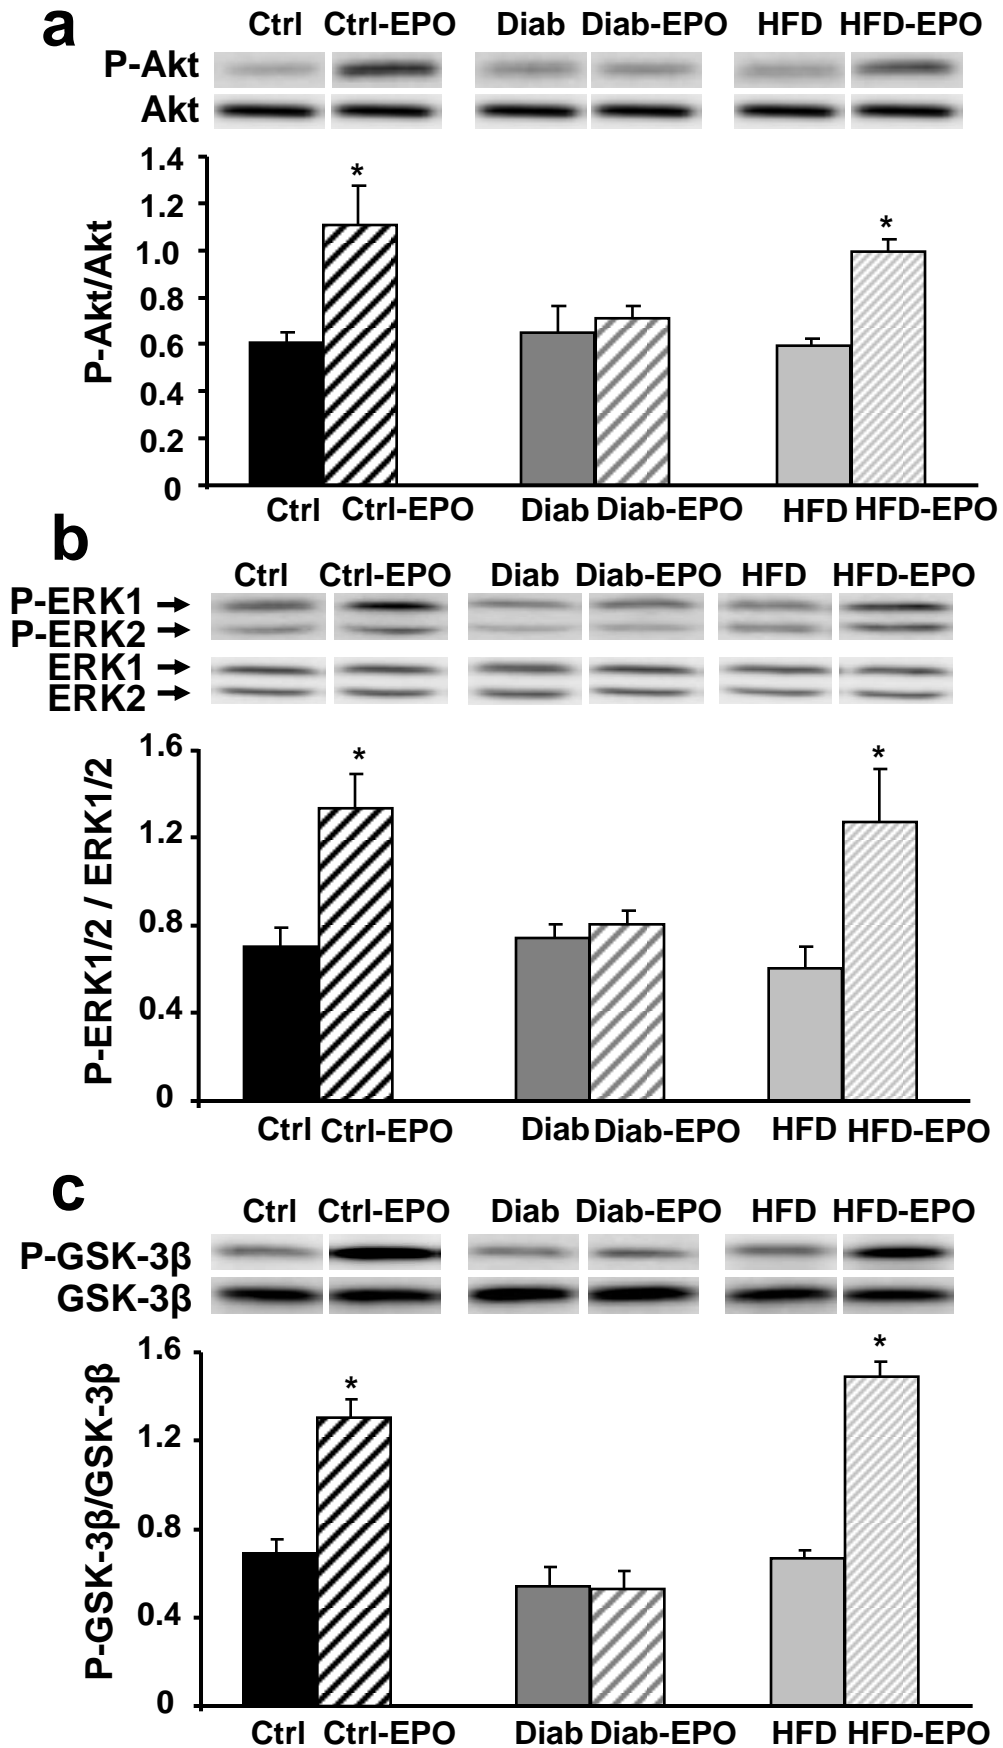 a
Ctrl Ctrl-EPO Diab Diab-EPO HFD HFD-EPO
P-Akt
Akt
1.4
*
1.2
*
1.0
0.8
0.6
0.4
0.2
0
P-Akt/Akt
Ctrl Ctrl-EPO Diab Diab-EPO HFD HFD-EPO
b
Ctrl Ctrl-EPO Diab Diab-EPO HFD HFD-EPO
P-ERK1
P-ERK2
ERK1
ERK2
1.6
* *
1.2
0.8
0.4
0
P-ERK1/2 / ERK1/2
Ctrl Ctrl-EPO Diab Diab-EPO HFD HFD-EPO
c
Ctrl Ctrl-EPO Diab Diab-EPO HFD HFD-EPO
P-GSK-3β
GSK-3β
1.6
*
*
1.2
0.8
0.4
0
P-GSK-3β/GSK-3β
Ctrl Ctrl-EPO Diab Diab-EPO HFD HFD-EPO